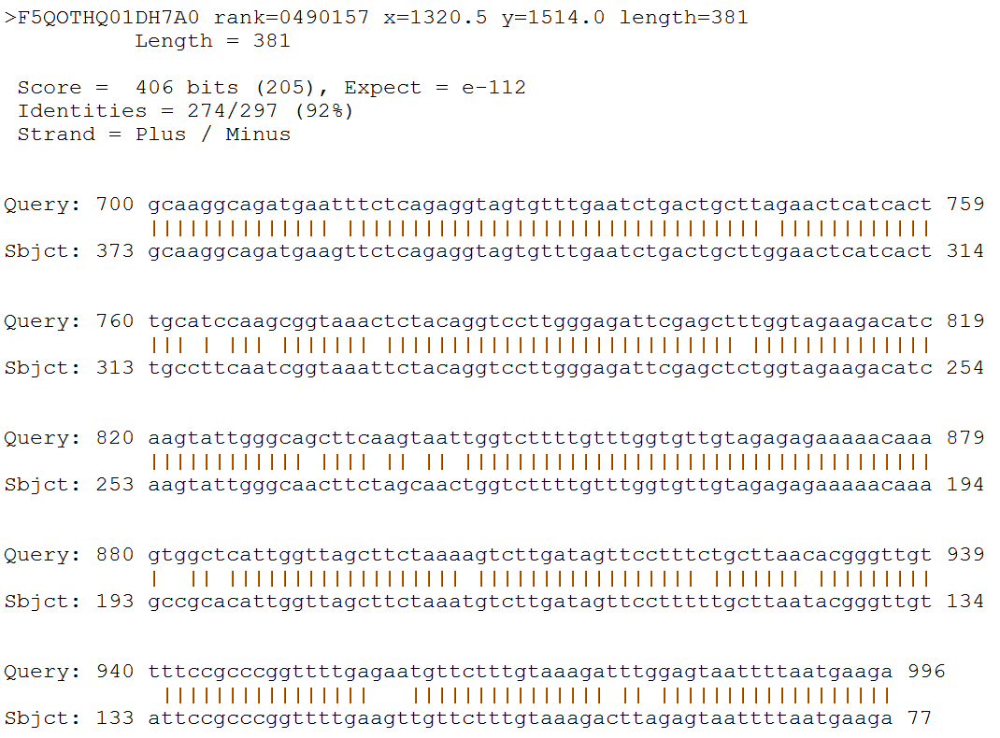 >F5QOTHQ01DH7A0 rank=0490157 x=1320.5 y=1514.0 length=381
Length = 381
Score =  406 bits (205), Expect = e-112
Identities = 274/297 (92%)
Strand = Plus / Minus
Query: 700 gcaaggcagatgaatttctcagaggtagtgtttgaatctgactgcttagaactcatcact 759
|||||||||||||| |||||||||||||||||||||||||||||||| ||||||||||||
Sbjct: 373 gcaaggcagatgaagttctcagaggtagtgtttgaatctgactgcttggaactcatcact 314
Query: 760 tgcatccaagcggtaaactctacaggtccttgggagattcgagctttggtagaagacatc 819
||| | ||| ||||||| ||||||||||||||||||||||||||| ||||||||||||||
Sbjct: 313 tgccttcaatcggtaaattctacaggtccttgggagattcgagctctggtagaagacatc 254
Query: 820 aagtattgggcagcttcaagtaattggtcttttgtttggtgttgtagagagaaaaacaaa 879
|||||||||||| |||| || || ||||||||||||||||||||||||||||||||||||
Sbjct: 253 aagtattgggcaacttctagcaactggtcttttgtttggtgttgtagagagaaaaacaaa 194
Query: 880 gtggctcattggttagcttctaaaagtcttgatagttcctttctgcttaacacgggttgt 939
|  || |||||||||||||||||| ||||||||||||||||| ||||||| |||||||||
Sbjct: 193 gccgcacattggttagcttctaaatgtcttgatagttcctttttgcttaatacgggttgt 134
Query: 940 tttccgcccggttttgagaatgttctttgtaaagatttggagtaattttaatgaaga 996
||||||||||||||||   ||||||||||||||| || ||||||||||||||||||
Sbjct: 133 attccgcccggttttgaagttgttctttgtaaagacttagagtaattttaatgaaga 77